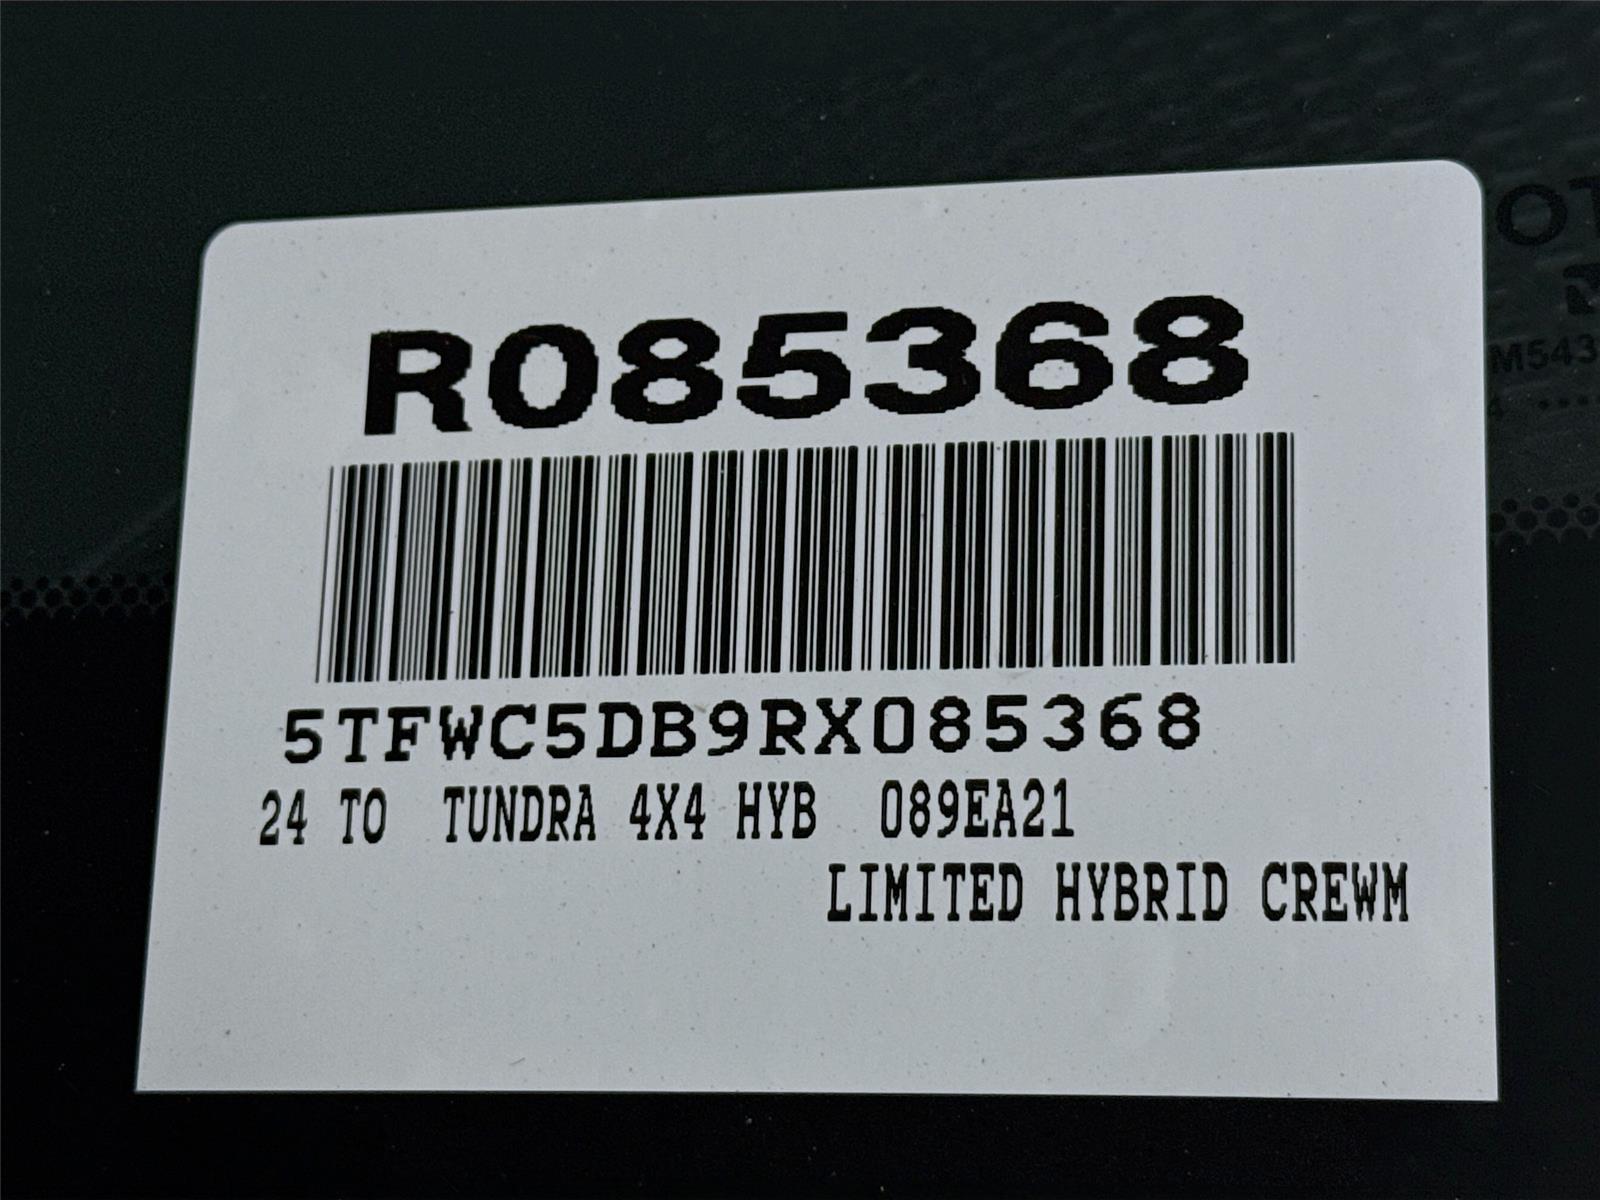 R085368
5TFWC5DB9RX085368
24 TO TUNDRA 4X4 HYB 089EA21
LIMITED HYBRID CREWM